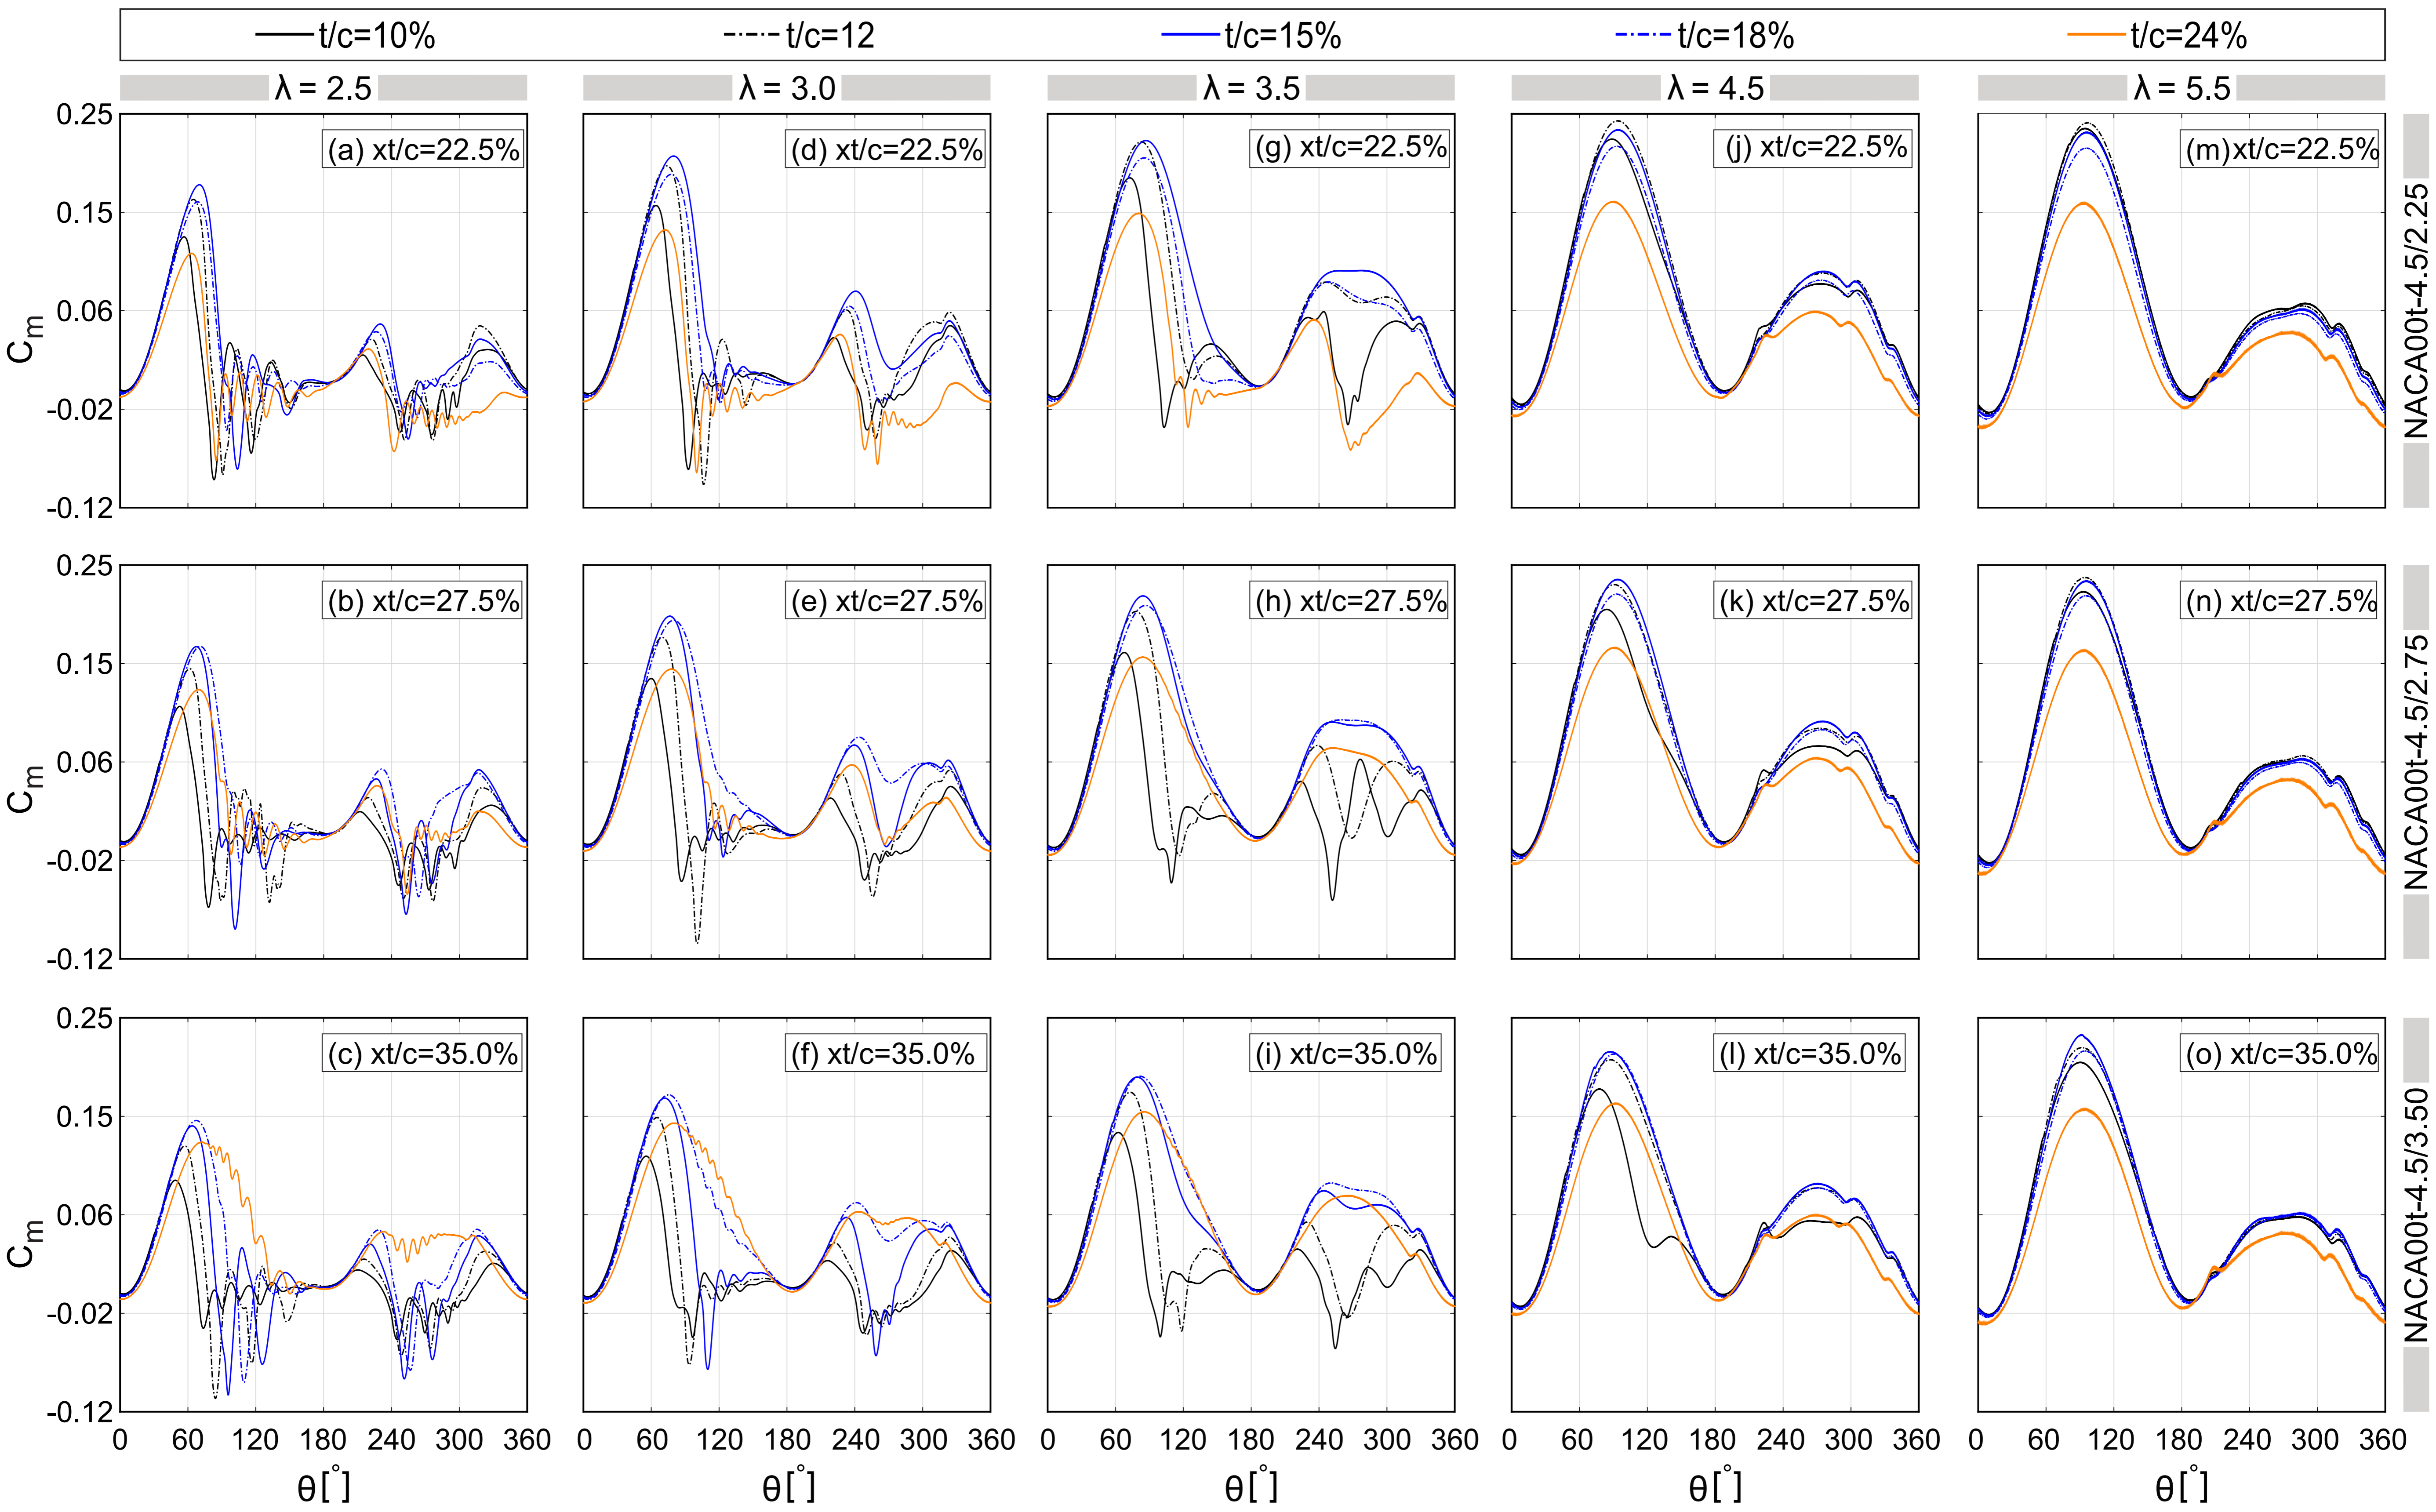 t/c=10% t/c=12 t/c=15% t/c=18% t/c=24%
λ = 2.5 λ = 3.0 λ = 3.5 λ = 4.5 λ = 5.5
0.25
0.15
0.06
-0.02
-0.12
Cm
(a) xt/c=22.5%
(d) xt/c=22.5%
(g) xt/c=22.5%
(j) xt/c=22.5%
(m) xt/c=22.5%
NACA00t-4.5/2.25
0.25
0.15
0.06
-0.02
-0.12
Cm
(b) xt/c=27.5%
(e) xt/c=27.5%
(h) xt/c=27.5%
(k) xt/c=27.5%
(n) xt/c=27.5%
NACA00t-4.5/2.75
0.25
0.15
0.06
-0.02
-0.12
Cm
(c) xt/c=35.0%
(f) xt/c=35.0%
(i) xt/c=35.0%
(l) xt/c=35.0%
(o) xt/c=35.0%
NACA00t-4.5/3.50
0 60 120 180 240 300 360
0 60 120 180 240 300 360
0 60 120 180 240 300 360
0 60 120 180 240 300 360
0 60 120 180 240 300 360
θ[°] θ[°] θ[°] θ[°] θ[°]